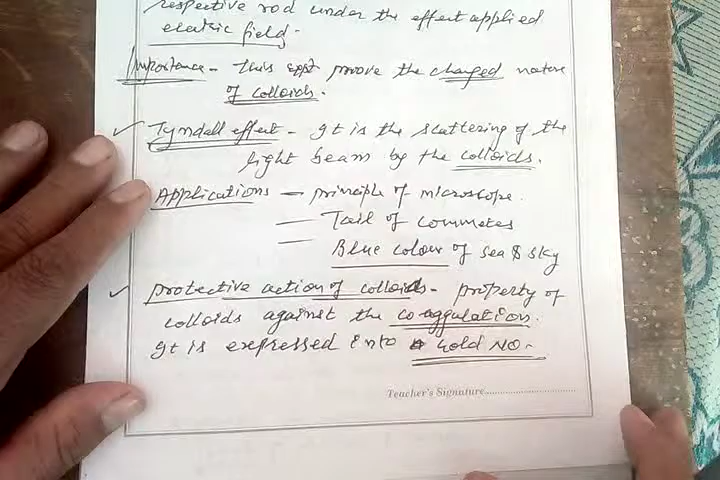 respective rod under the effect applied
electric field.
Importance - this expt proove the charged nature
of colloids.
Tyndall effect - It is the scattering of the
light beam by the colloids.
Applications - principle of microscope.
- Tail of commetes
- Blue colour of sea & sky
protective action of colloids - property of
colloids against the coaggulation.
It is expressed into Gold NO.
Teacher's Signature